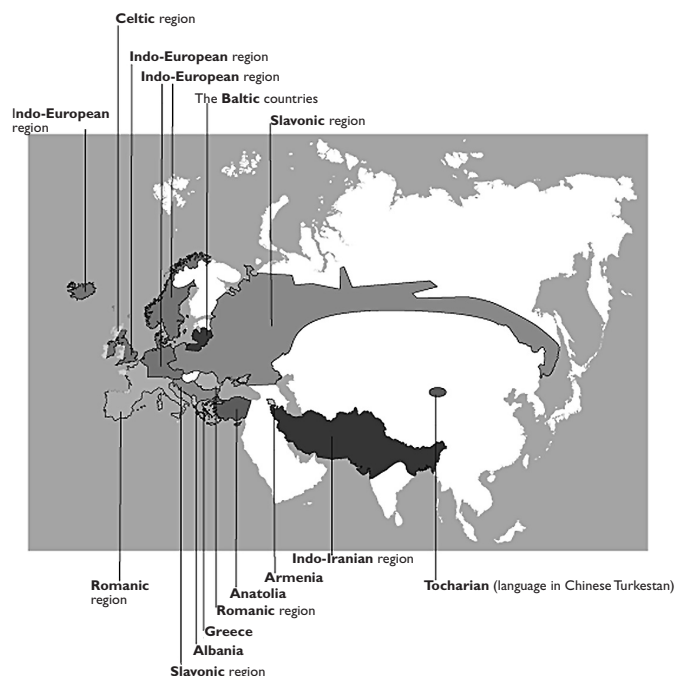 Celtic region
Indo-European region
Indo-European region
The Baltic countries
Indo-European
region
Slavonic region
Indo-Iranian region
Armenia
Romanic
region
Tocharian (language in Chinese Turkestan)
Anatolia
Romanic region
Greece
Albania
Slavonic region